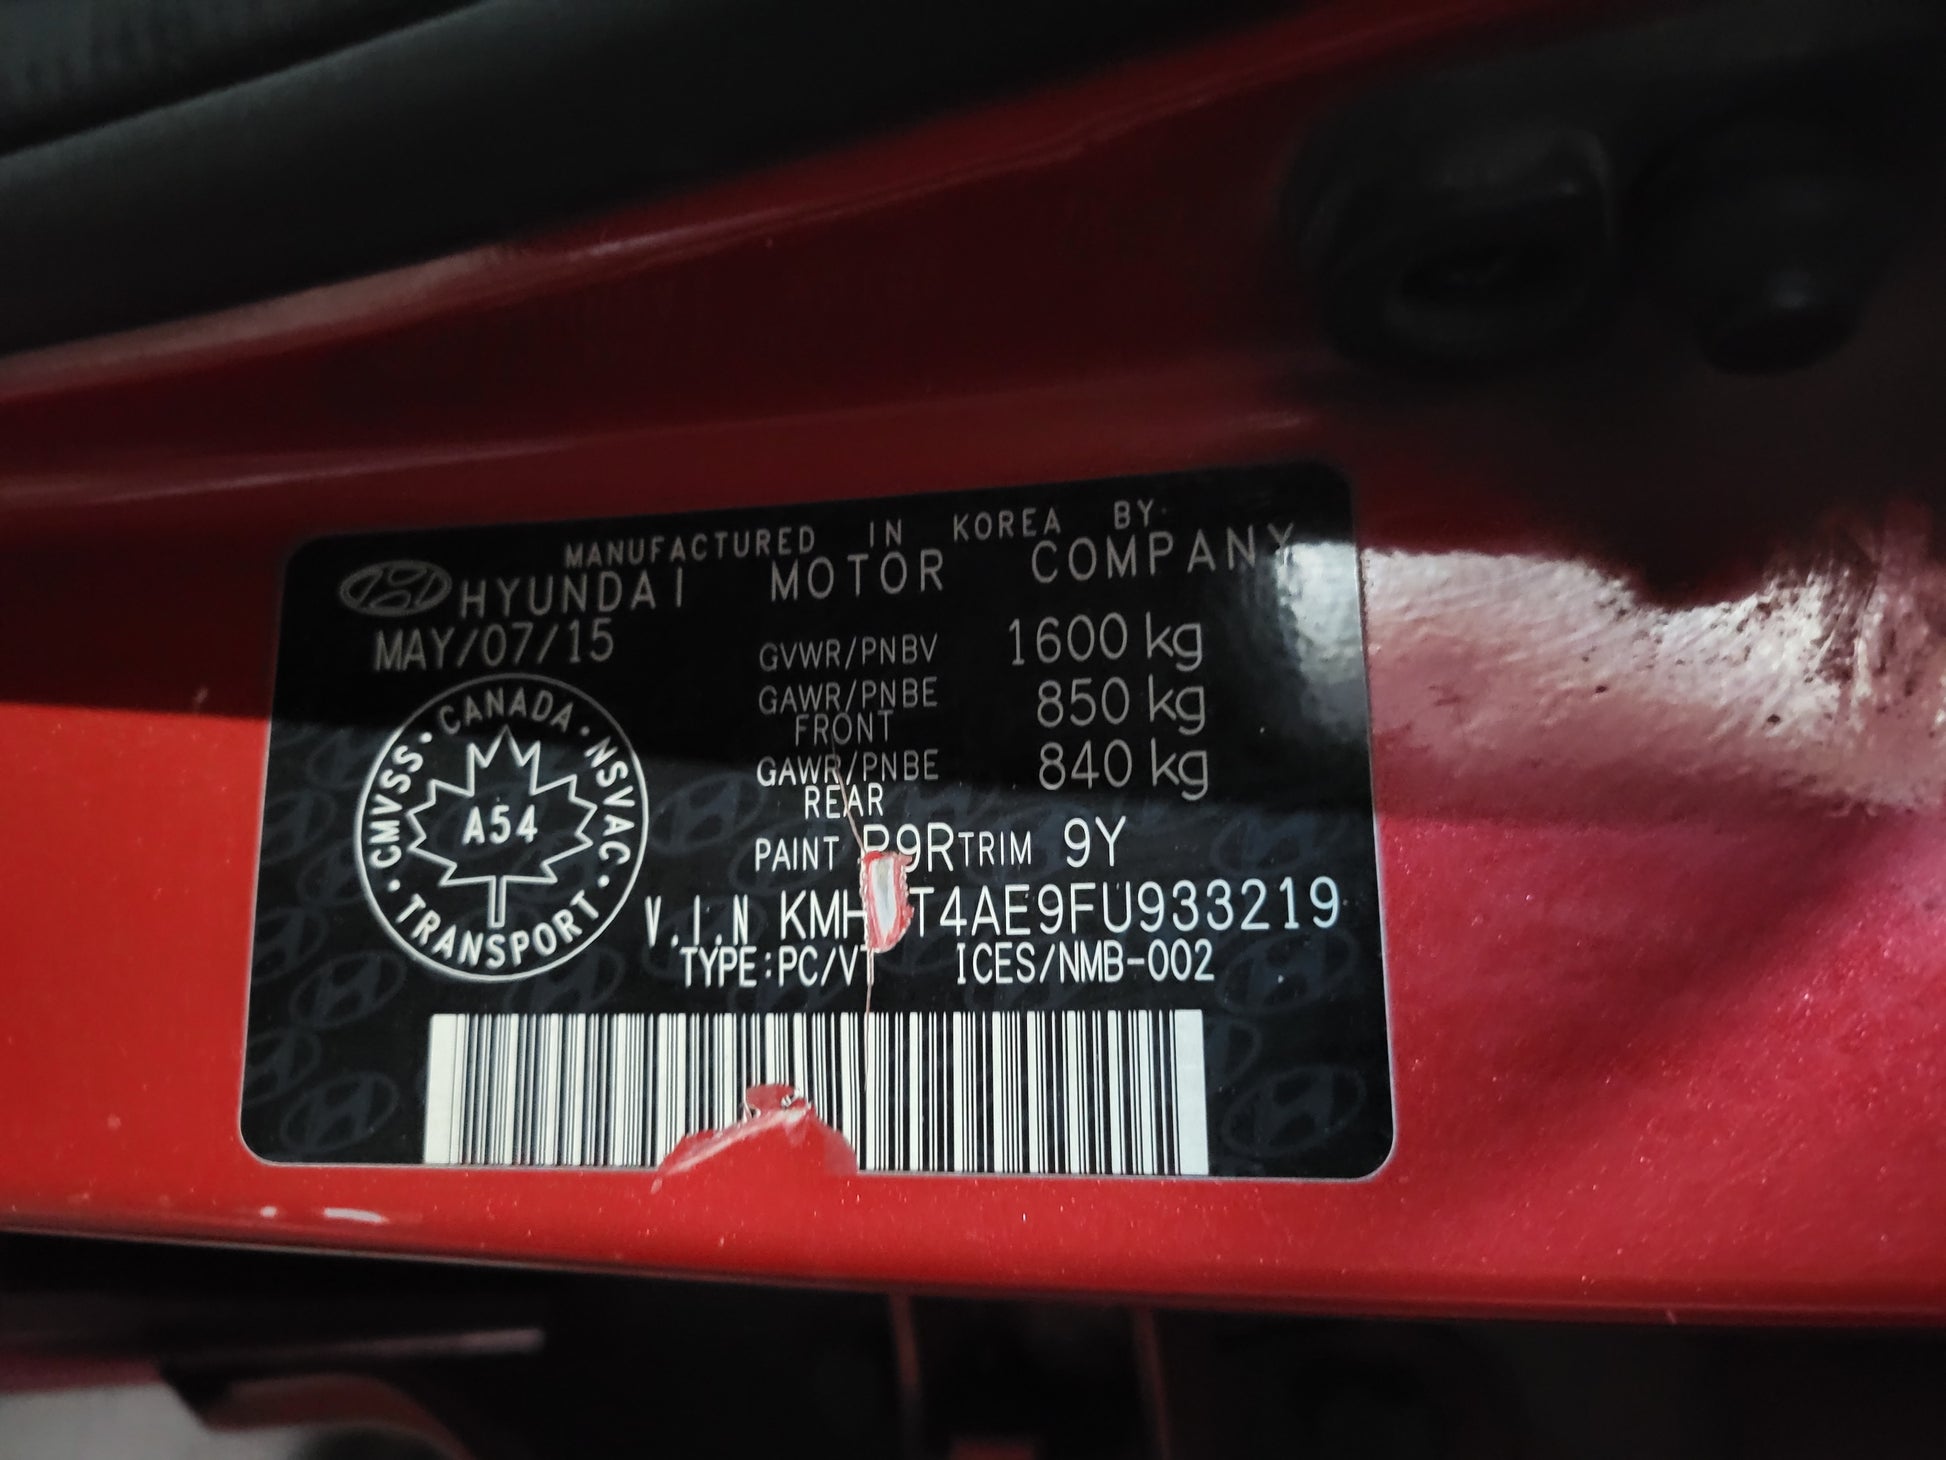 MANUFACTURED IN KOREA BY
HYUNDAI MOTOR COMPANY
MAY/07/15
GVWR/PNBV 1600 kg
GAWR/PNBE FRONT 850 kg
GAWR/PNBE REAR 840 kg
CANADA · NSVAC · TRANSPORT · CMVSS ·
A54
PAINT TRIM 9Y
V.I.N
TYPE:PC/VT ICES/NMB-002